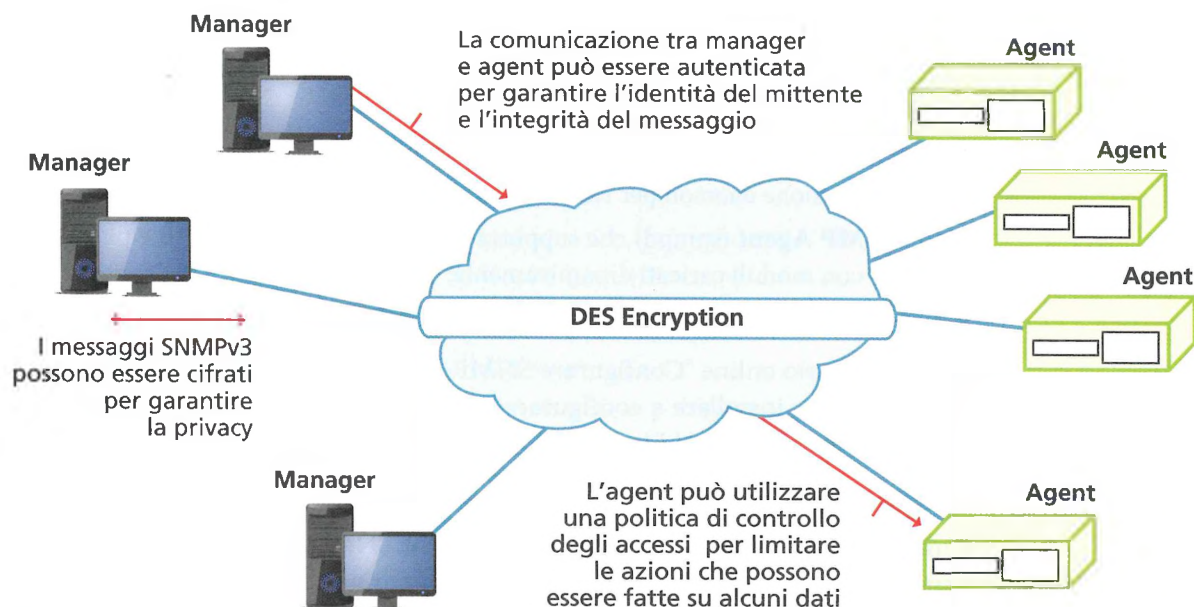 Manager
La comunicazione tra manager
e agent può essere autenticata
per garantire l'identità del mittente
e l'integrità del messaggio
Agent
Manager
Agent
Agent
DES Encryption
I messaggi SNMPv3
possono essere cifrati
per garantire
la privacy
Manager
L'agent può utilizzare
una politica di controllo
degli accessi per limitare
le azioni che possono
essere fatte su alcuni dati
Agent